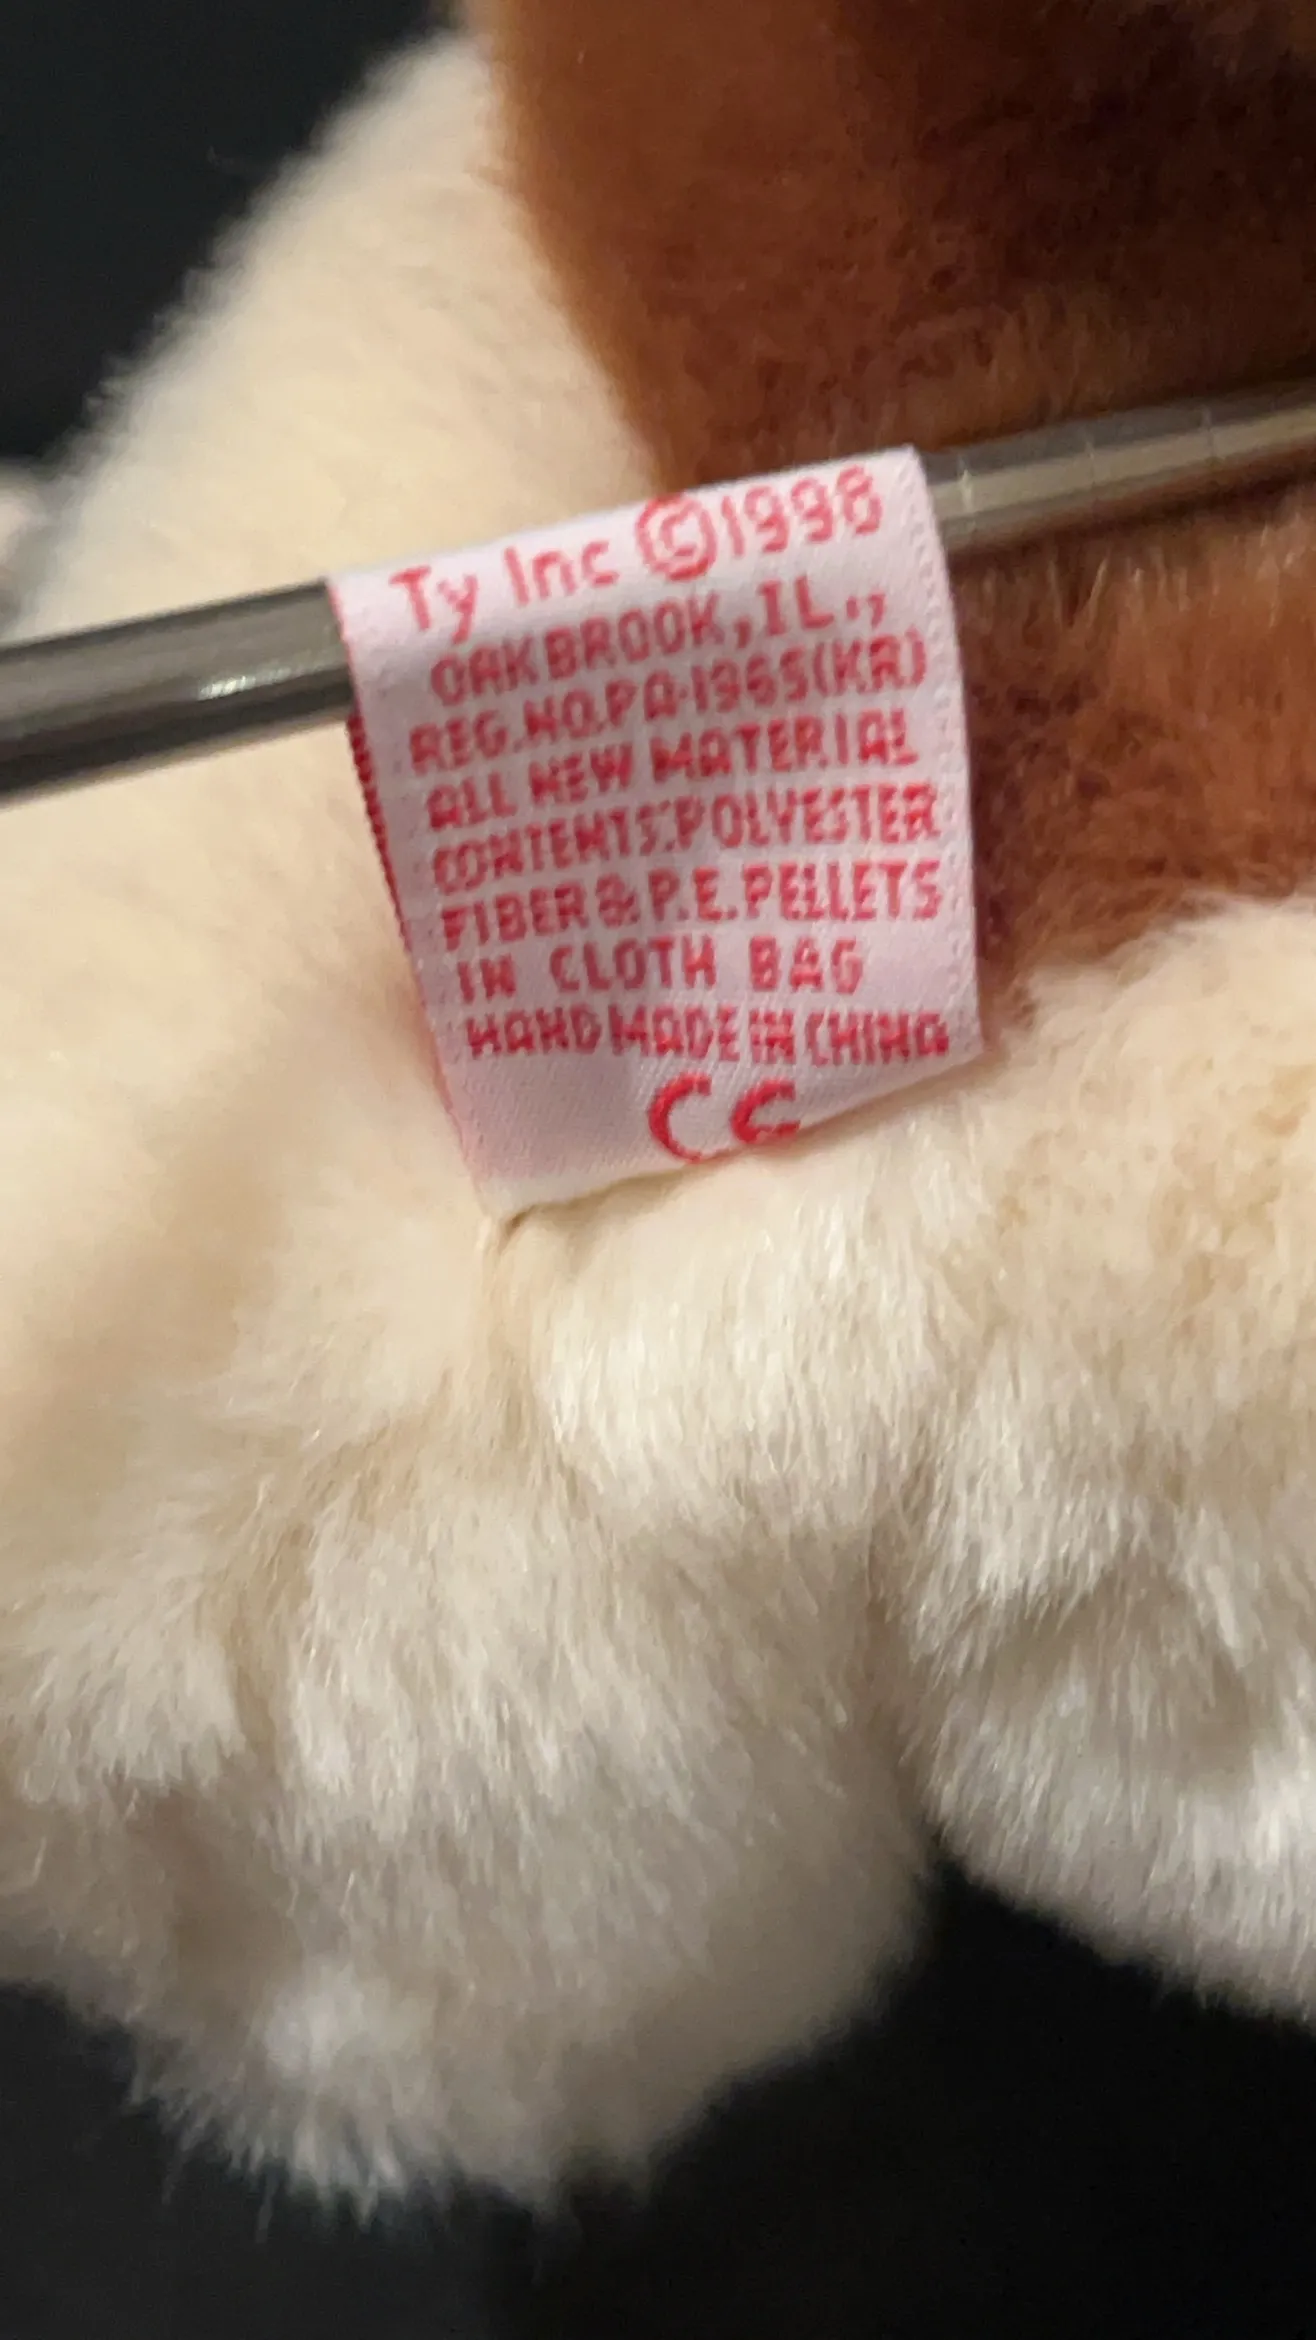 Ty Inc ©1998
OAKBROOK,IL.,
REG.NO.PA-1965(KR)
ALL NEW MATERIAL
CONTENTS:POLYESTER
FIBER & P.E.PELLETS
IN CLOTH BAG
HAND MADE IN CHINA
CE